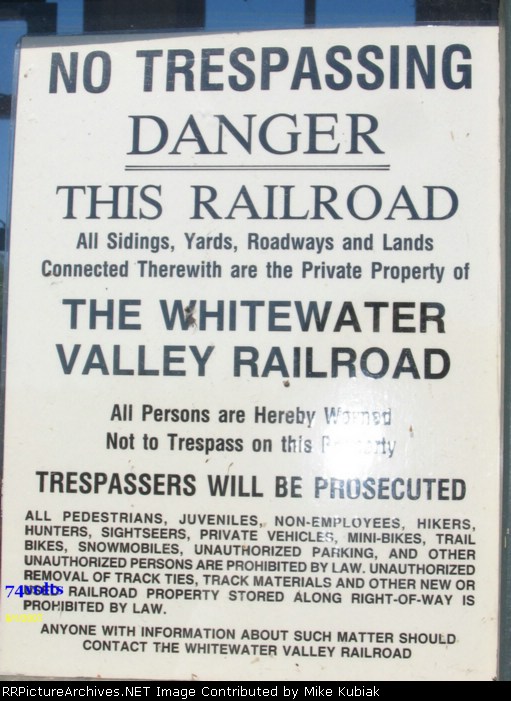 NO TRESPASSING
DANGER
THIS RAILROAD
All Sidings, Yards, Roadways and Lands
Connected Therewith are the Private Property of
THE WHITEWATER
VALLEY RAILROAD
All Persons are Hereby Warned
Not to Trespass on this Property
TRESPASSERS WILL BE PROSECUTED
ALL PEDESTRIANS, JUVENILES, NON-EMPLOYEES, HIKERS,
HUNTERS, SIGHTSEERS, PRIVATE VEHICLES, MINI-BIKES, TRAIL
BIKES, SNOWMOBILES, UNAUTHORIZED PARKING, AND OTHER
UNAUTHORIZED PERSONS ARE PROHIBITED BY LAW. UNAUTHORIZED
REMOVAL OF TRACK TIES, TRACK MATERIALS AND OTHER NEW OR
74volts
RAILROAD PROPERTY STORED ALONG RIGHT-OF-WAY IS
PROHIBITED BY LAW.
ANYONE WITH INFORMATION ABOUT SUCH MATTER SHOULD
CONTACT THE WHITEWATER VALLEY RAILROAD
RRPictureArchives.NET Image Contributed by Mike Kubiak